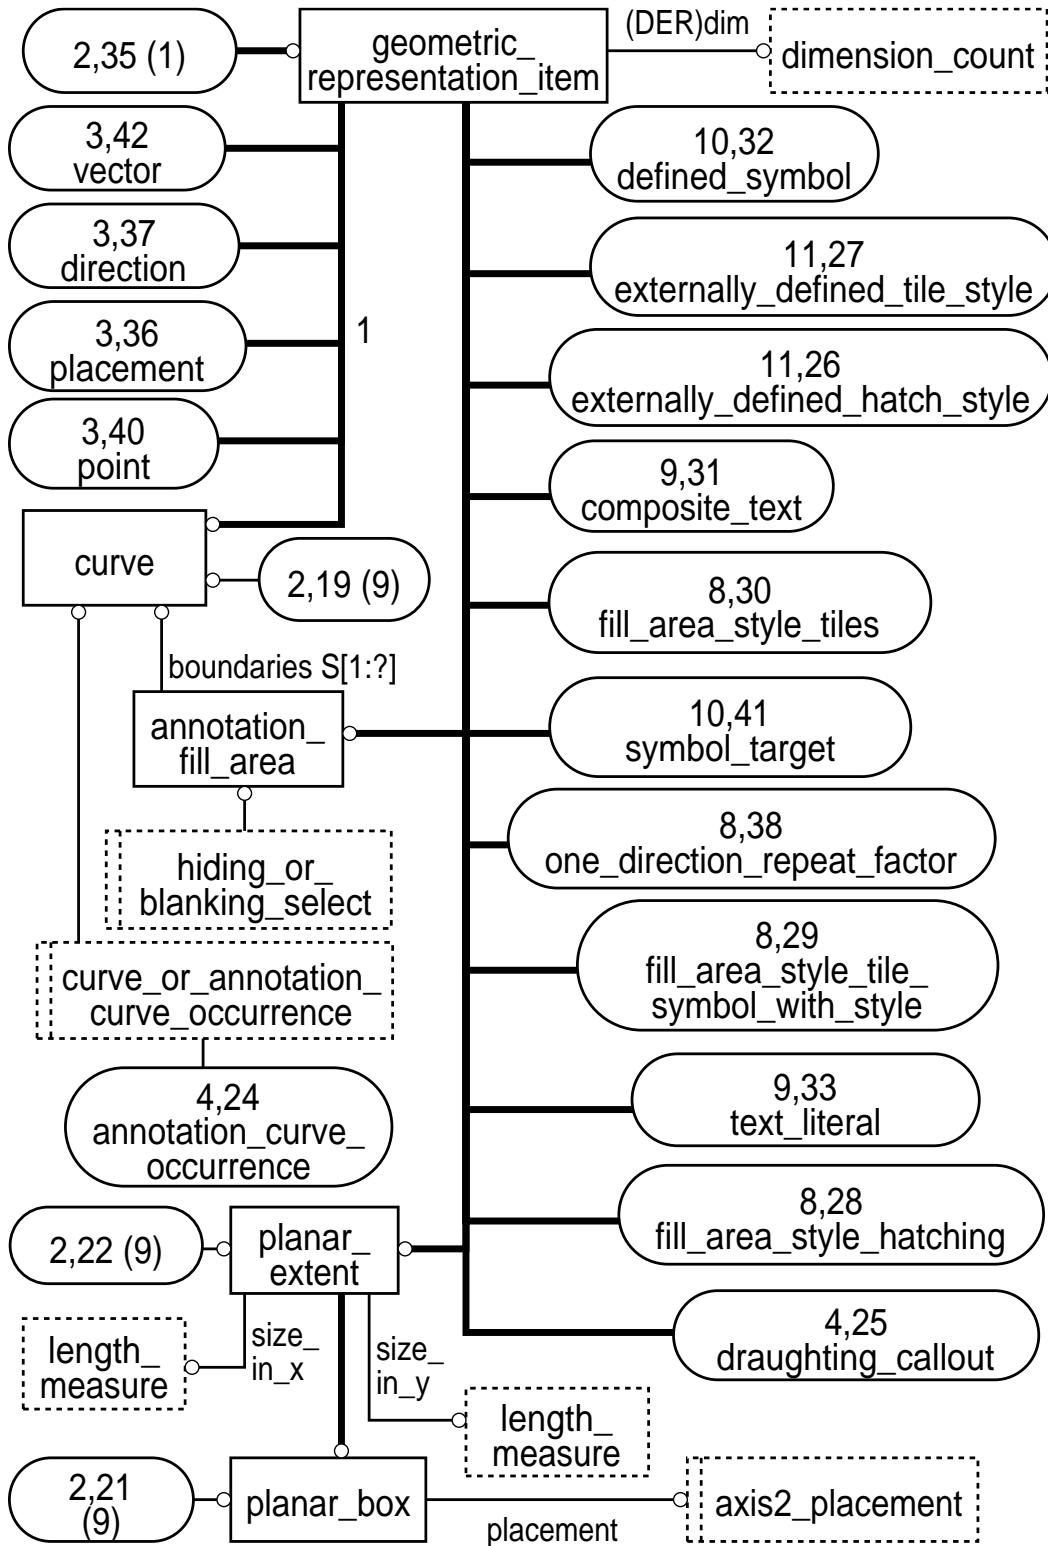 2,35 (1)
geometric_
representation_item
(DER)dim
dimension_count
3,42
vector
10,32
defined_symbol
3,37
direction
11,27
externally_defined_tile_style
3,36
placement
1
11,26
externally_defined_hatch_style
3,40
point
9,31
composite_text
curve
2,19 (9)
8,30
fill_area_style_tiles
boundaries S[1:?]
annotation_
fill_area
10,41
symbol_target
hiding_or_
blanking_select
8,38
one_direction_repeat_factor
curve_or_annotation_
curve_occurrence
8,29
fill_area_style_tile_
symbol_with_style
4,24
annotation_curve_
occurrence
9,33
text_literal
2,22 (9)
planar_
extent
8,28
fill_area_style_hatching
length_
measure
size_
in_x
size_
in_y
4,25
draughting_callout
length_
measure
2,21
(9)
planar_box
placement
axis2_placement